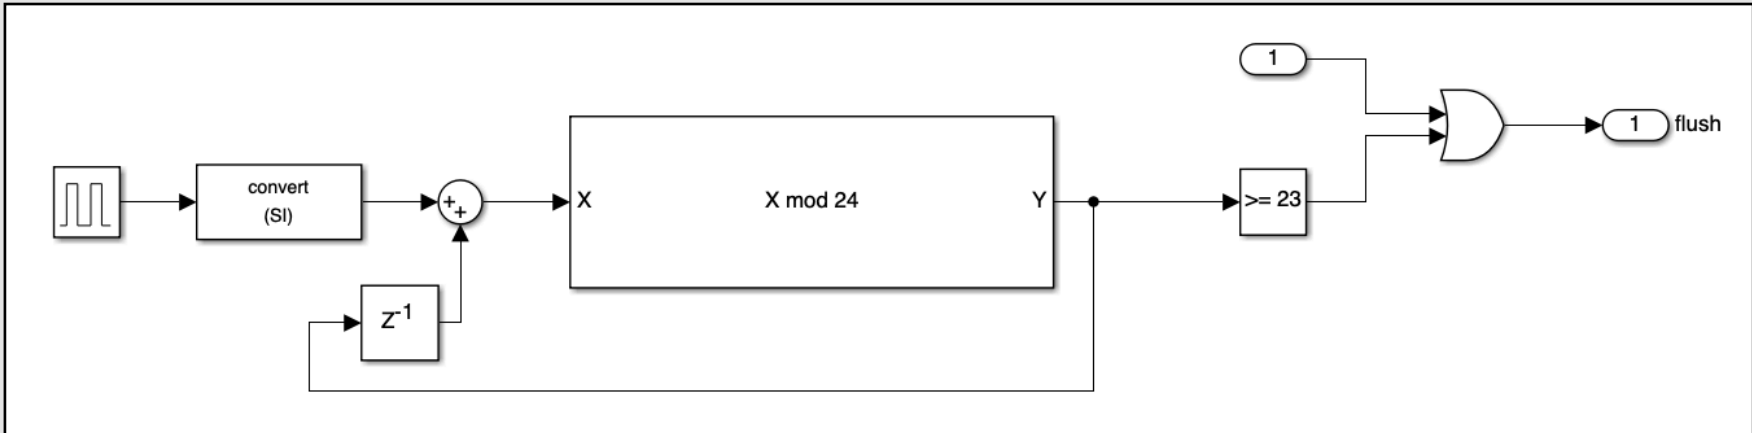 1
1 flush
convert
(SI)
+
+
X
X mod 24
Y
>= 23
Z-1